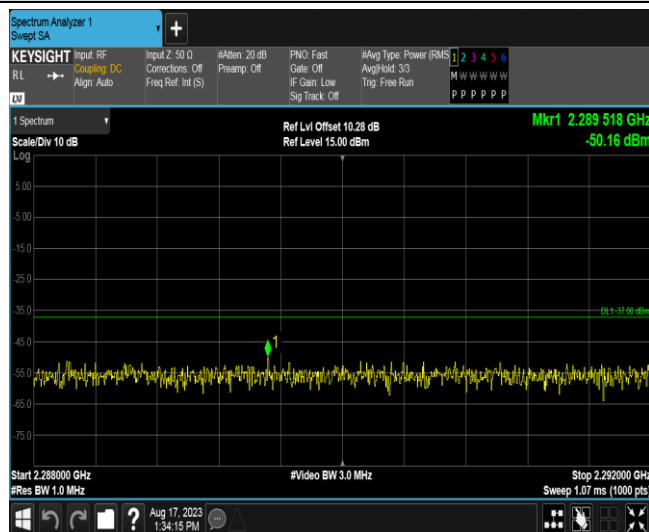 Spectrum Analyzer 1
Swept SA
KEYSIGHT
RL
LXI
Input: RF
Coupling: DC
Align: Auto
Input Z: 50 Ω
Corrections: Off
Freq Ref: Int (S)
#Atten: 20 dB
Preamp: Off
PNO: Fast
Gate: Off
IF Gain: Low
Sig Track: Off
#Avg Type: Power (RMS
Avg|Hold: 3/3
Trig: Free Run
1 2 3 4 5 6
M W W W W W
P P P P P P
1 Spectrum
Scale/Div 10 dB
Ref Lvl Offset 10.28 dB
Ref Level 15.00 dBm
Mkr1 2.289 518 GHz
-50.16 dBm
Log
5.00
-5.00
-15.0
-25.0
-35.0
DL1 -37.00 dBm
1
-45.0
-55.0
-65.0
-75.0
Start 2.288000 GHz
#Res BW 1.0 MHz
#Video BW 3.0 MHz
Stop 2.292000 GHz
Sweep 1.07 ms (1000 pts)
?
Aug 17, 2023
1:34:15 PM